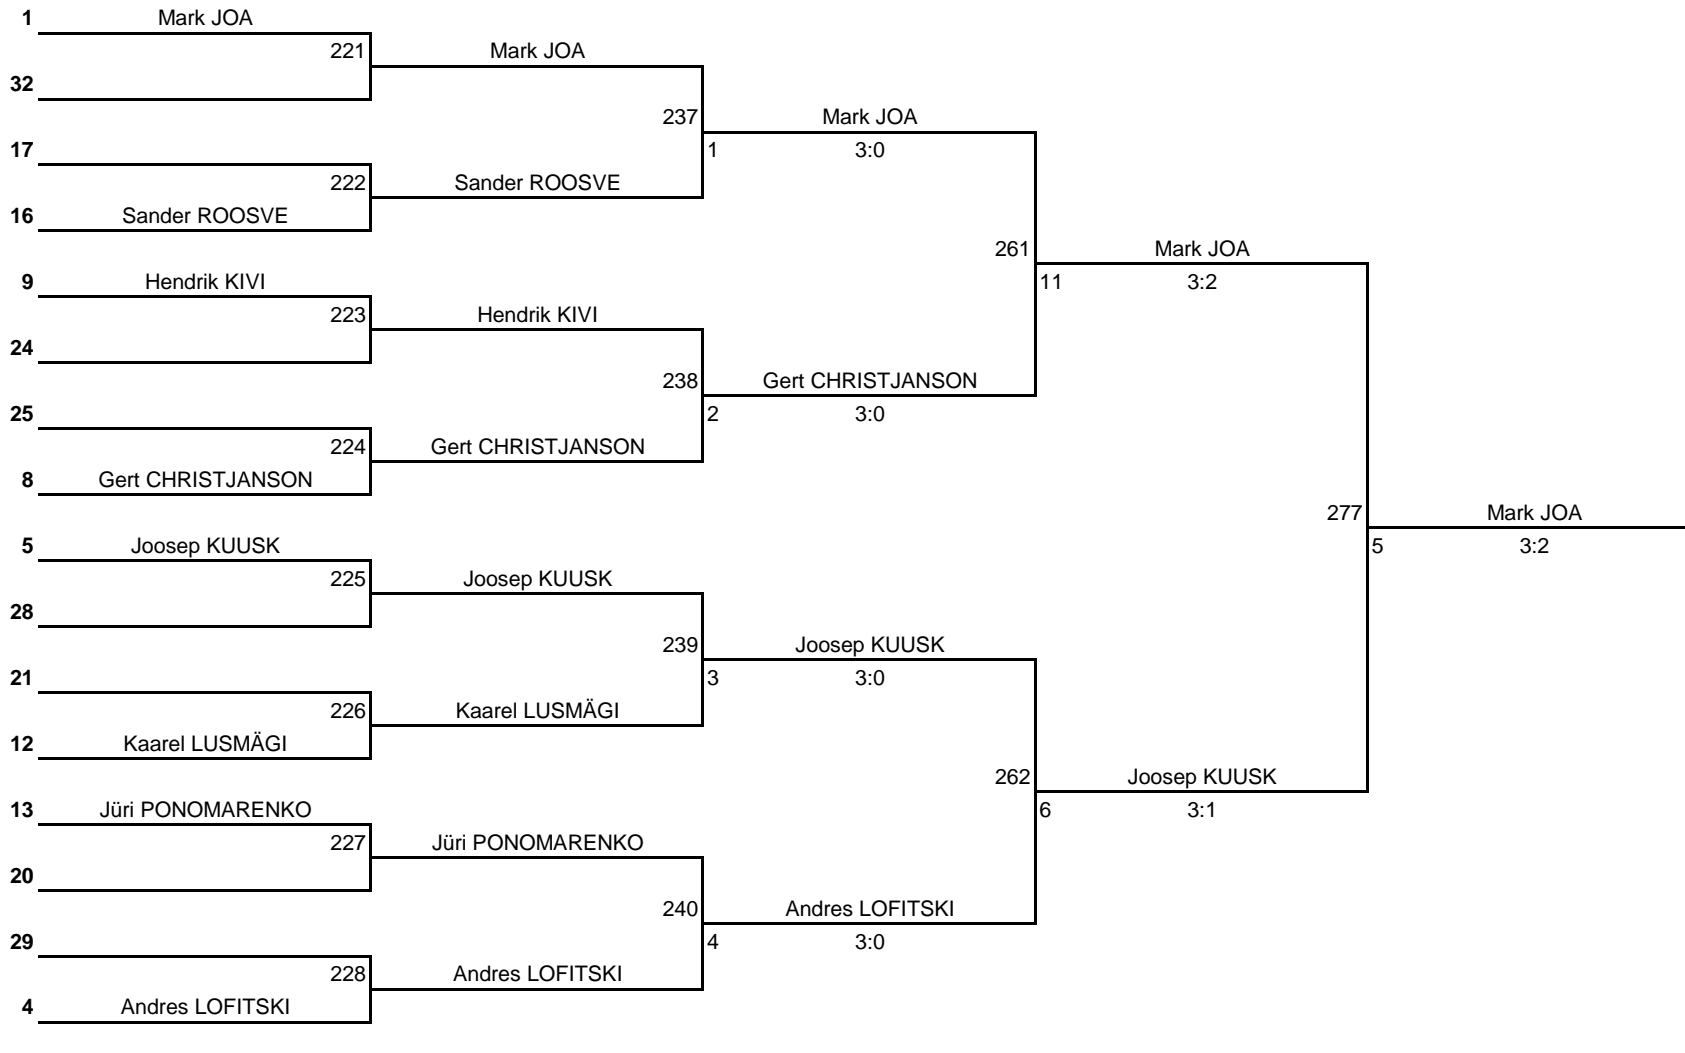 1 Mark JOA
221 Mark JOA
32
237 Mark JOA
17 1 3:0
222 Sander ROOSVE
16 Sander ROOSVE
261 Mark JOA
9 Hendrik KIVI 11 3:2
223 Hendrik KIVI
24
238 Gert CHRISTJANSON
25 2 3:0
224 Gert CHRISTJANSON
8 Gert CHRISTJANSON
277 Mark JOA
5 Joosep KUUSK 5 3:2
225 Joosep KUUSK
28
239 Joosep KUUSK
21 3 3:0
226 Kaarel LUSMÄGI
12 Kaarel LUSMÄGI
262 Joosep KUUSK
13 Jüri PONOMARENKO 6 3:1
227 Jüri PONOMARENKO
20
240 Andres LOFITSKI
29 4 3:0
228 Andres LOFITSKI
4 Andres LOFITSKI